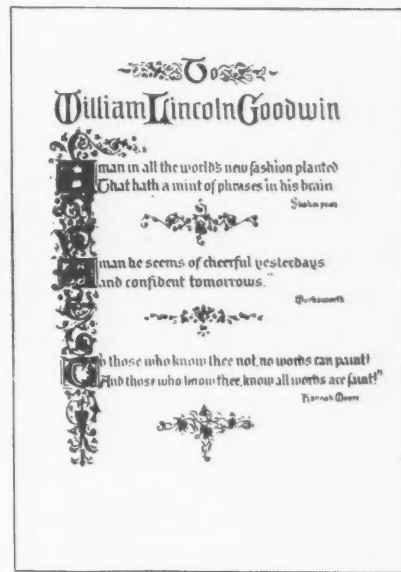 To
William Lincoln Goodwin
A man in all the world's new fashion planted
That hath a mint of phrases in his brain
Shakespeare
A man he seems of cheerful yesterdays
and confident tomorrows."
Wordsworth
To those who know thee not, no words can paint!
And those who know thee, know all words are faint!"
Hannah Moore